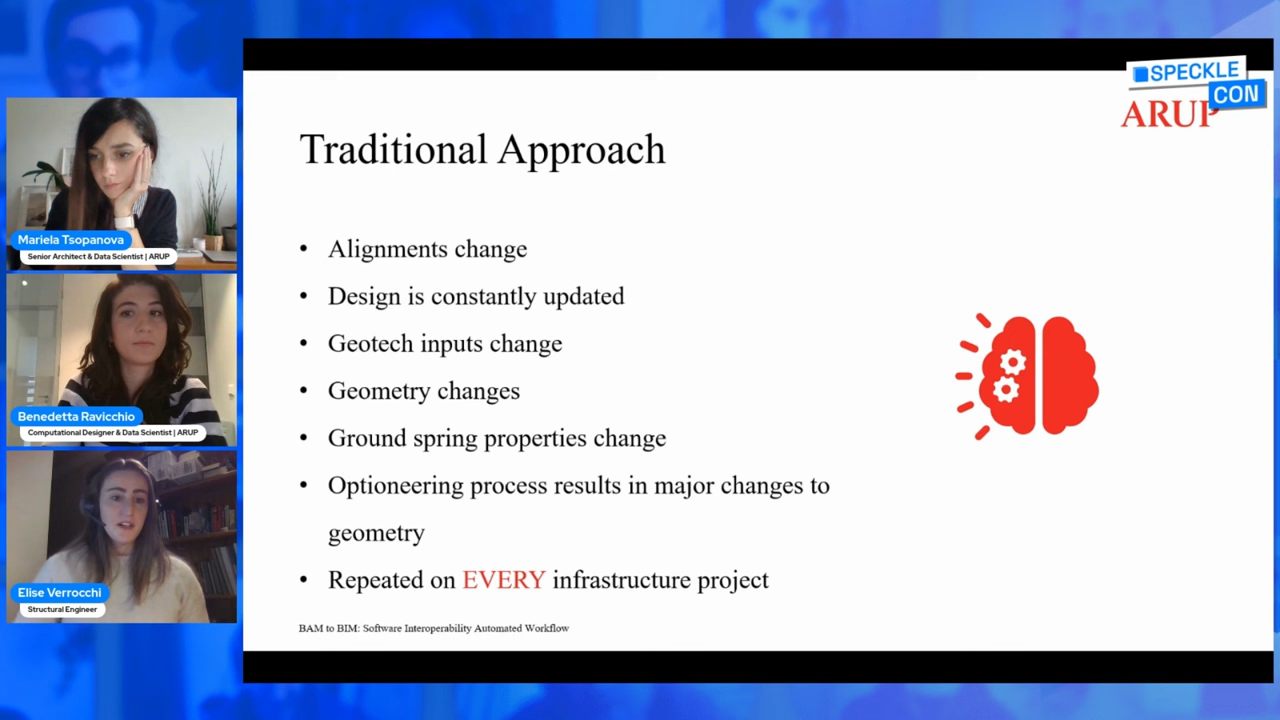 SPECKLE
CON
ARUP
Traditional Approach
• Alignments change
• Design is constantly updated
• Geotech inputs change
• Geometry changes
• Ground spring properties change
• Optioneering process results in major changes to
geometry
• Repeated on EVERY infrastructure project
BAM to BIM: Software Interoperability Automated Workflow
Mariela Tsopanova
Senior Architect & Data Scientist | ARUP
Benedetta Ravicchio
Computational Designer & Data Scientist | ARUP
Elise Verrocchi
Structural Engineer